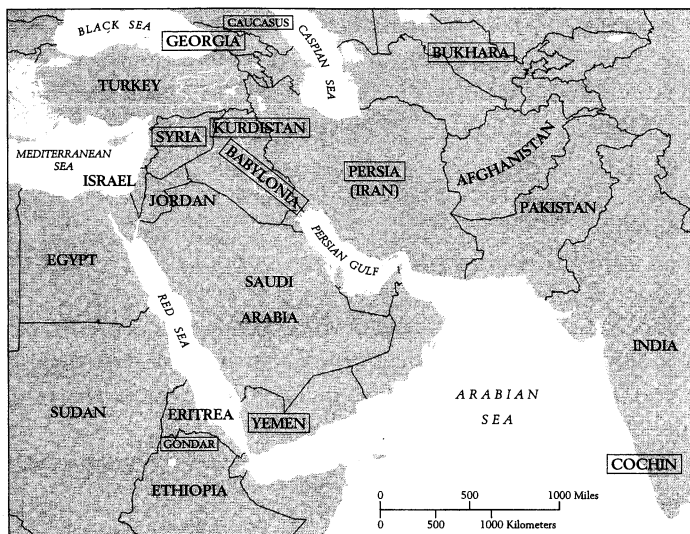 BLACK SEA
CAUCASUS
GEORGIA
CASPIAN SEA
BUKHARA
TURKEY
SYRIA
KURDISTAN
MEDITERRANEAN
SEA
ISRAEL
BABYLONIA
PERSIA
(IRAN)
AFGHANISTAN
JORDAN
PAKISTAN
EGYPT
PERSIAN GULF
SAUDI
ARABIA
RED SEA
INDIA
SUDAN
ERITREA
YEMEN
ARABIAN
SEA
GONDAR
ETHIOPIA
COCHIN
0 500 1000 Miles
0 500 1000 Kilometers